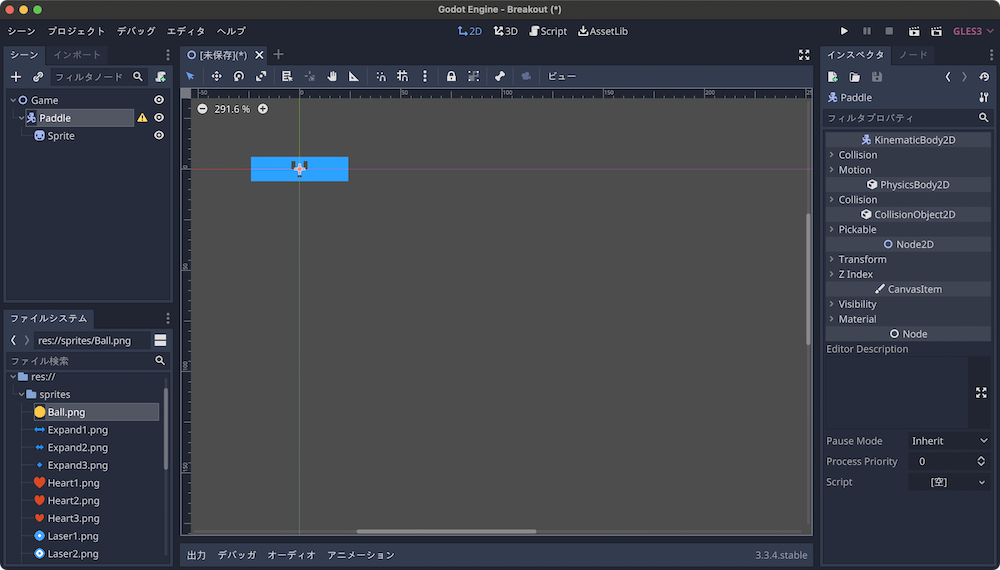 Godot Engine - Breakout (*)
シーン プロジェクト デバッグ エディタ ヘルプ 2D 3D Script AssetLib GLES3
シーン インポート
フィルタノード
Game
Paddle
Sprite
ファイルシステム
res://sprites/Ball.png
ファイル検索
res://
sprites
Ball.png
Expand1.png
Expand2.png
Expand3.png
Heart1.png
Heart2.png
Heart3.png
Laser1.png
Laser2.png
[未保存](*)
ビュー
-50 0 50 100 150 200 25
291.6 %
0
50
100
150
出力 デバッガ オーディオ アニメーション 3.3.4.stable
インスペクタ ノード
Paddle
フィルタプロパティ
KinematicBody2D
Collision
Motion
PhysicsBody2D
Collision
CollisionObject2D
Pickable
Node2D
Transform
Z Index
CanvasItem
Visibility
Material
Node
Editor Description
Pause Mode Inherit
Process Priority 0
Script [空]